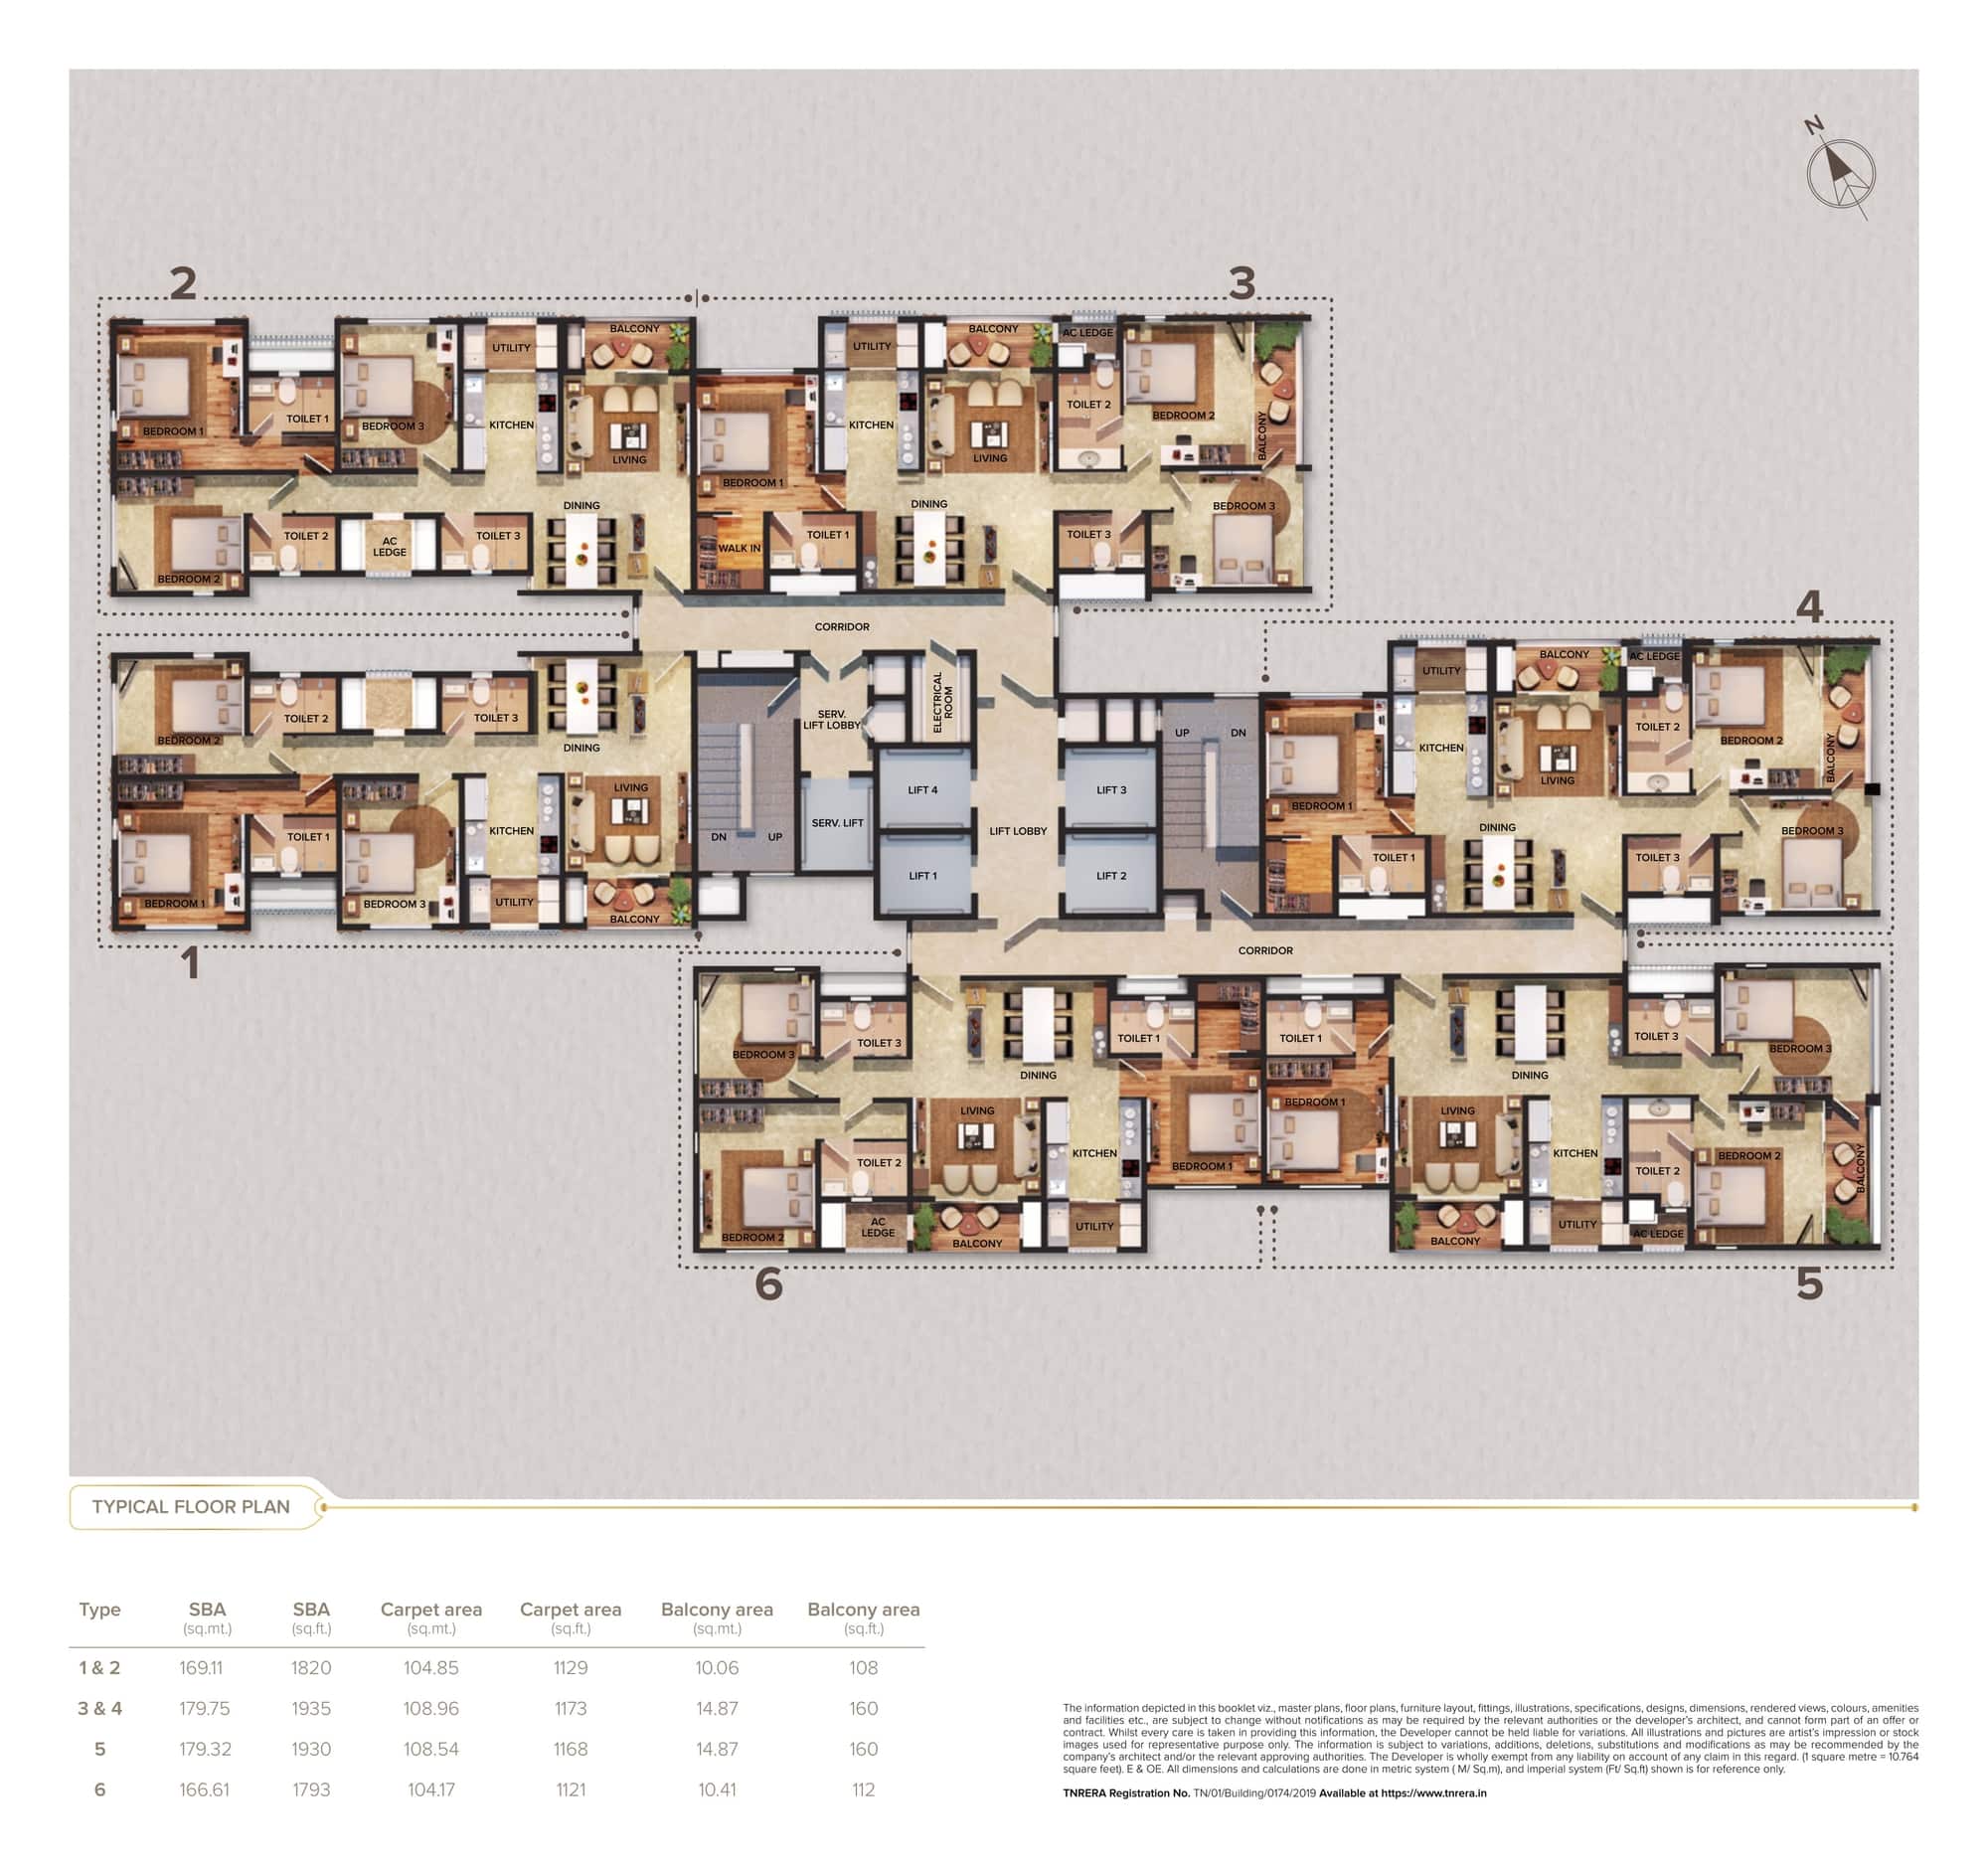 N
2
3
BALCONY
UTILITY
BEDROOM 1
TOILET 1
BEDROOM 3
KITCHEN
LIVING
DINING
TOILET 2
AC
LEDGE
TOILET 3
BEDROOM 2
BALCONY
AC LEDGE
UTILITY
TOILET 2
BEDROOM 2
BALCONY
KITCHEN
LIVING
BEDROOM 1
DINING
BEDROOM 3
WALK IN
TOILET 1
TOILET 3
CORRIDOR
4
BEDROOM 2
TOILET 2
TOILET 3
DINING
LIVING
BEDROOM 1
TOILET 1
BEDROOM 3
KITCHEN
UTILITY
BALCONY
1
SERV.
LIFT LOBBY
ELECTRICAL
ROOM
LIFT 4
LIFT 3
DN
UP
SERV. LIFT
LIFT LOBBY
LIFT 1
LIFT 2
UP
DN
BALCONY
AC LEDGE
UTILITY
TOILET 2
BEDROOM 2
BALCONY
KITCHEN
LIVING
BEDROOM 1
DINING
BEDROOM 3
TOILET 1
TOILET 3
CORRIDOR
BEDROOM 3
TOILET 3
TOILET 1
DINING
LIVING
KITCHEN
TOILET 2
BEDROOM 1
BEDROOM 2
AC
LEDGE
BALCONY
UTILITY
6
TOILET 1
TOILET 3
BEDROOM 3
DINING
BEDROOM 1
LIVING
KITCHEN
TOILET 2
BEDROOM 2
BALCONY
BALCONY
UTILITY
AC LEDGE
5
TYPICAL FLOOR PLAN
Type SBA SBA Carpet area Carpet area Balcony area Balcony area
(sq.mt.) (sq.ft.) (sq.mt.) (sq.ft.) (sq.mt.) (sq.ft.)
1 & 2 169.11 1820 104.85 1129 10.06 108
3 & 4 179.75 1935 108.96 1173 14.87 160
5 179.32 1930 108.54 1168 14.87 160
6 166.61 1793 104.17 1121 10.41 112
The information depicted in this booklet viz., master plans, floor plans, furniture layout, fittings, illustrations, specifications, designs, dimensions, rendered views, colours, amenities
and facilities etc., are subject to change without notifications as may be required by the relevant authorities or the developer's architect, and cannot form part of an offer or
contract. Whilst every care is taken in providing this information, the Developer cannot be held liable for variations. All illustrations and pictures are artist's impression or stock
images used for representative purpose only. The information is subject to variations, additions, deletions, substitutions and modifications as may be recommended by the
company's architect and/or the relevant approving authorities. The Developer is wholly exempt from any liability on account of any claim in this regard. (1 square metre = 10.764
square feet). E & OE. All dimensions and calculations are done in metric system ( M/ Sq.m), and imperial system (Ft/ Sq.ft) shown is for reference only.
TNRERA Registration No. TN/01/Building/0174/2019 Available at https://www.tnrera.in